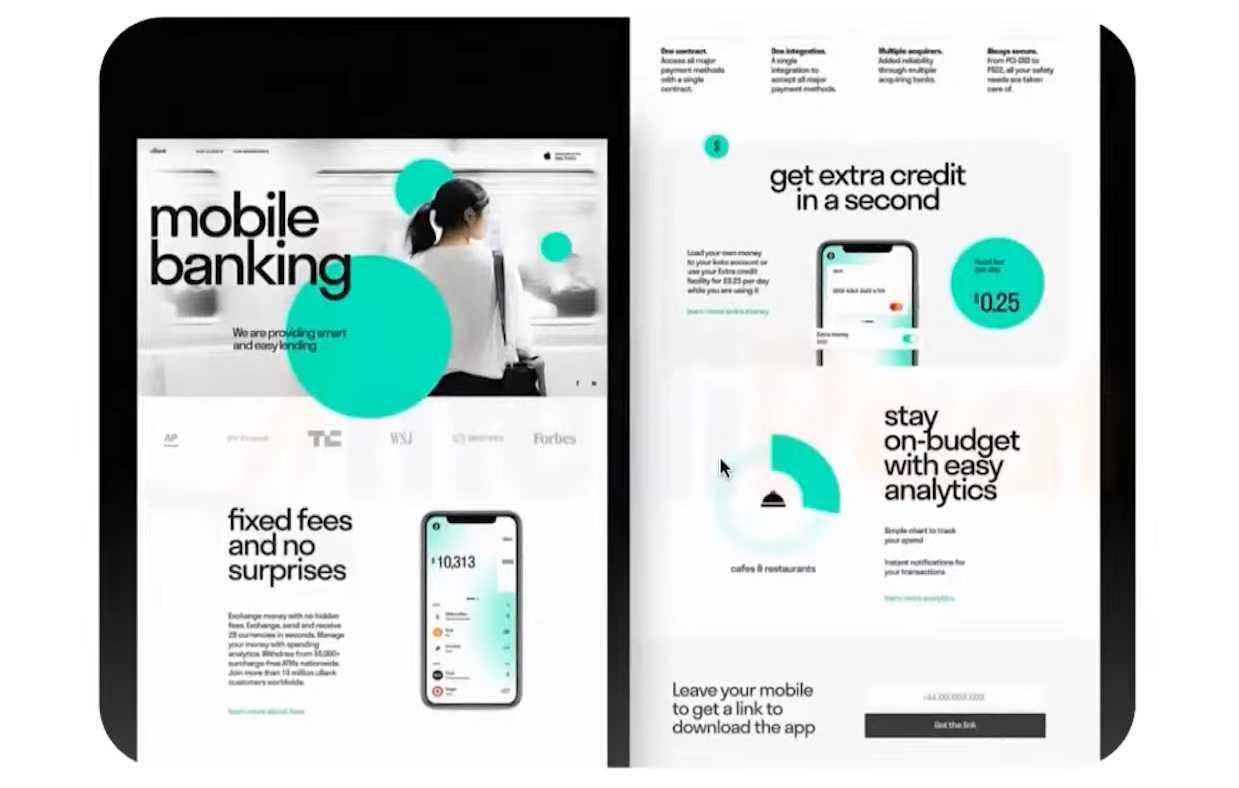 uBank
mobile
banking
We are providing smart
and easy lending
AP
TC
WSJ
REUTERS
Forbes
fixed fees
and no
surprises
$10,313
Exchange money with no hidden
fees. Exchange, send and receive
28 currencies in seconds. Manage
your money with spending
analytics. Withdraw from 55,000+
surcharge-free ATMs nationwide.
Join more than 10 million uBank
customers worldwide.
learn more about fees
One contract.
Access all major
payment methods
with a single
contract.
One integration.
A single
integration to
accept all major
payment methods.
Multiple acquirers.
Added reliability
through multiple
acquiring banks.
Always secure.
From PCI-DSS to
PSD2, all your safety
needs are taken
care of.
$
get extra credit
in a second
Load your own money
to your koto account or
use your Extra credit
facility for £0.25 per day
while you are using it
learn more extra money
Extra money
Fixed fee
per day
$0.25
cafes & restaurants
stay
on-budget
with easy
analytics
Simple chart to track
your spend
Instant notifications for
your transactions
learn more analytics
Leave your mobile
to get a link to
download the app
+44 XXX XXXX XXXX
Get the link